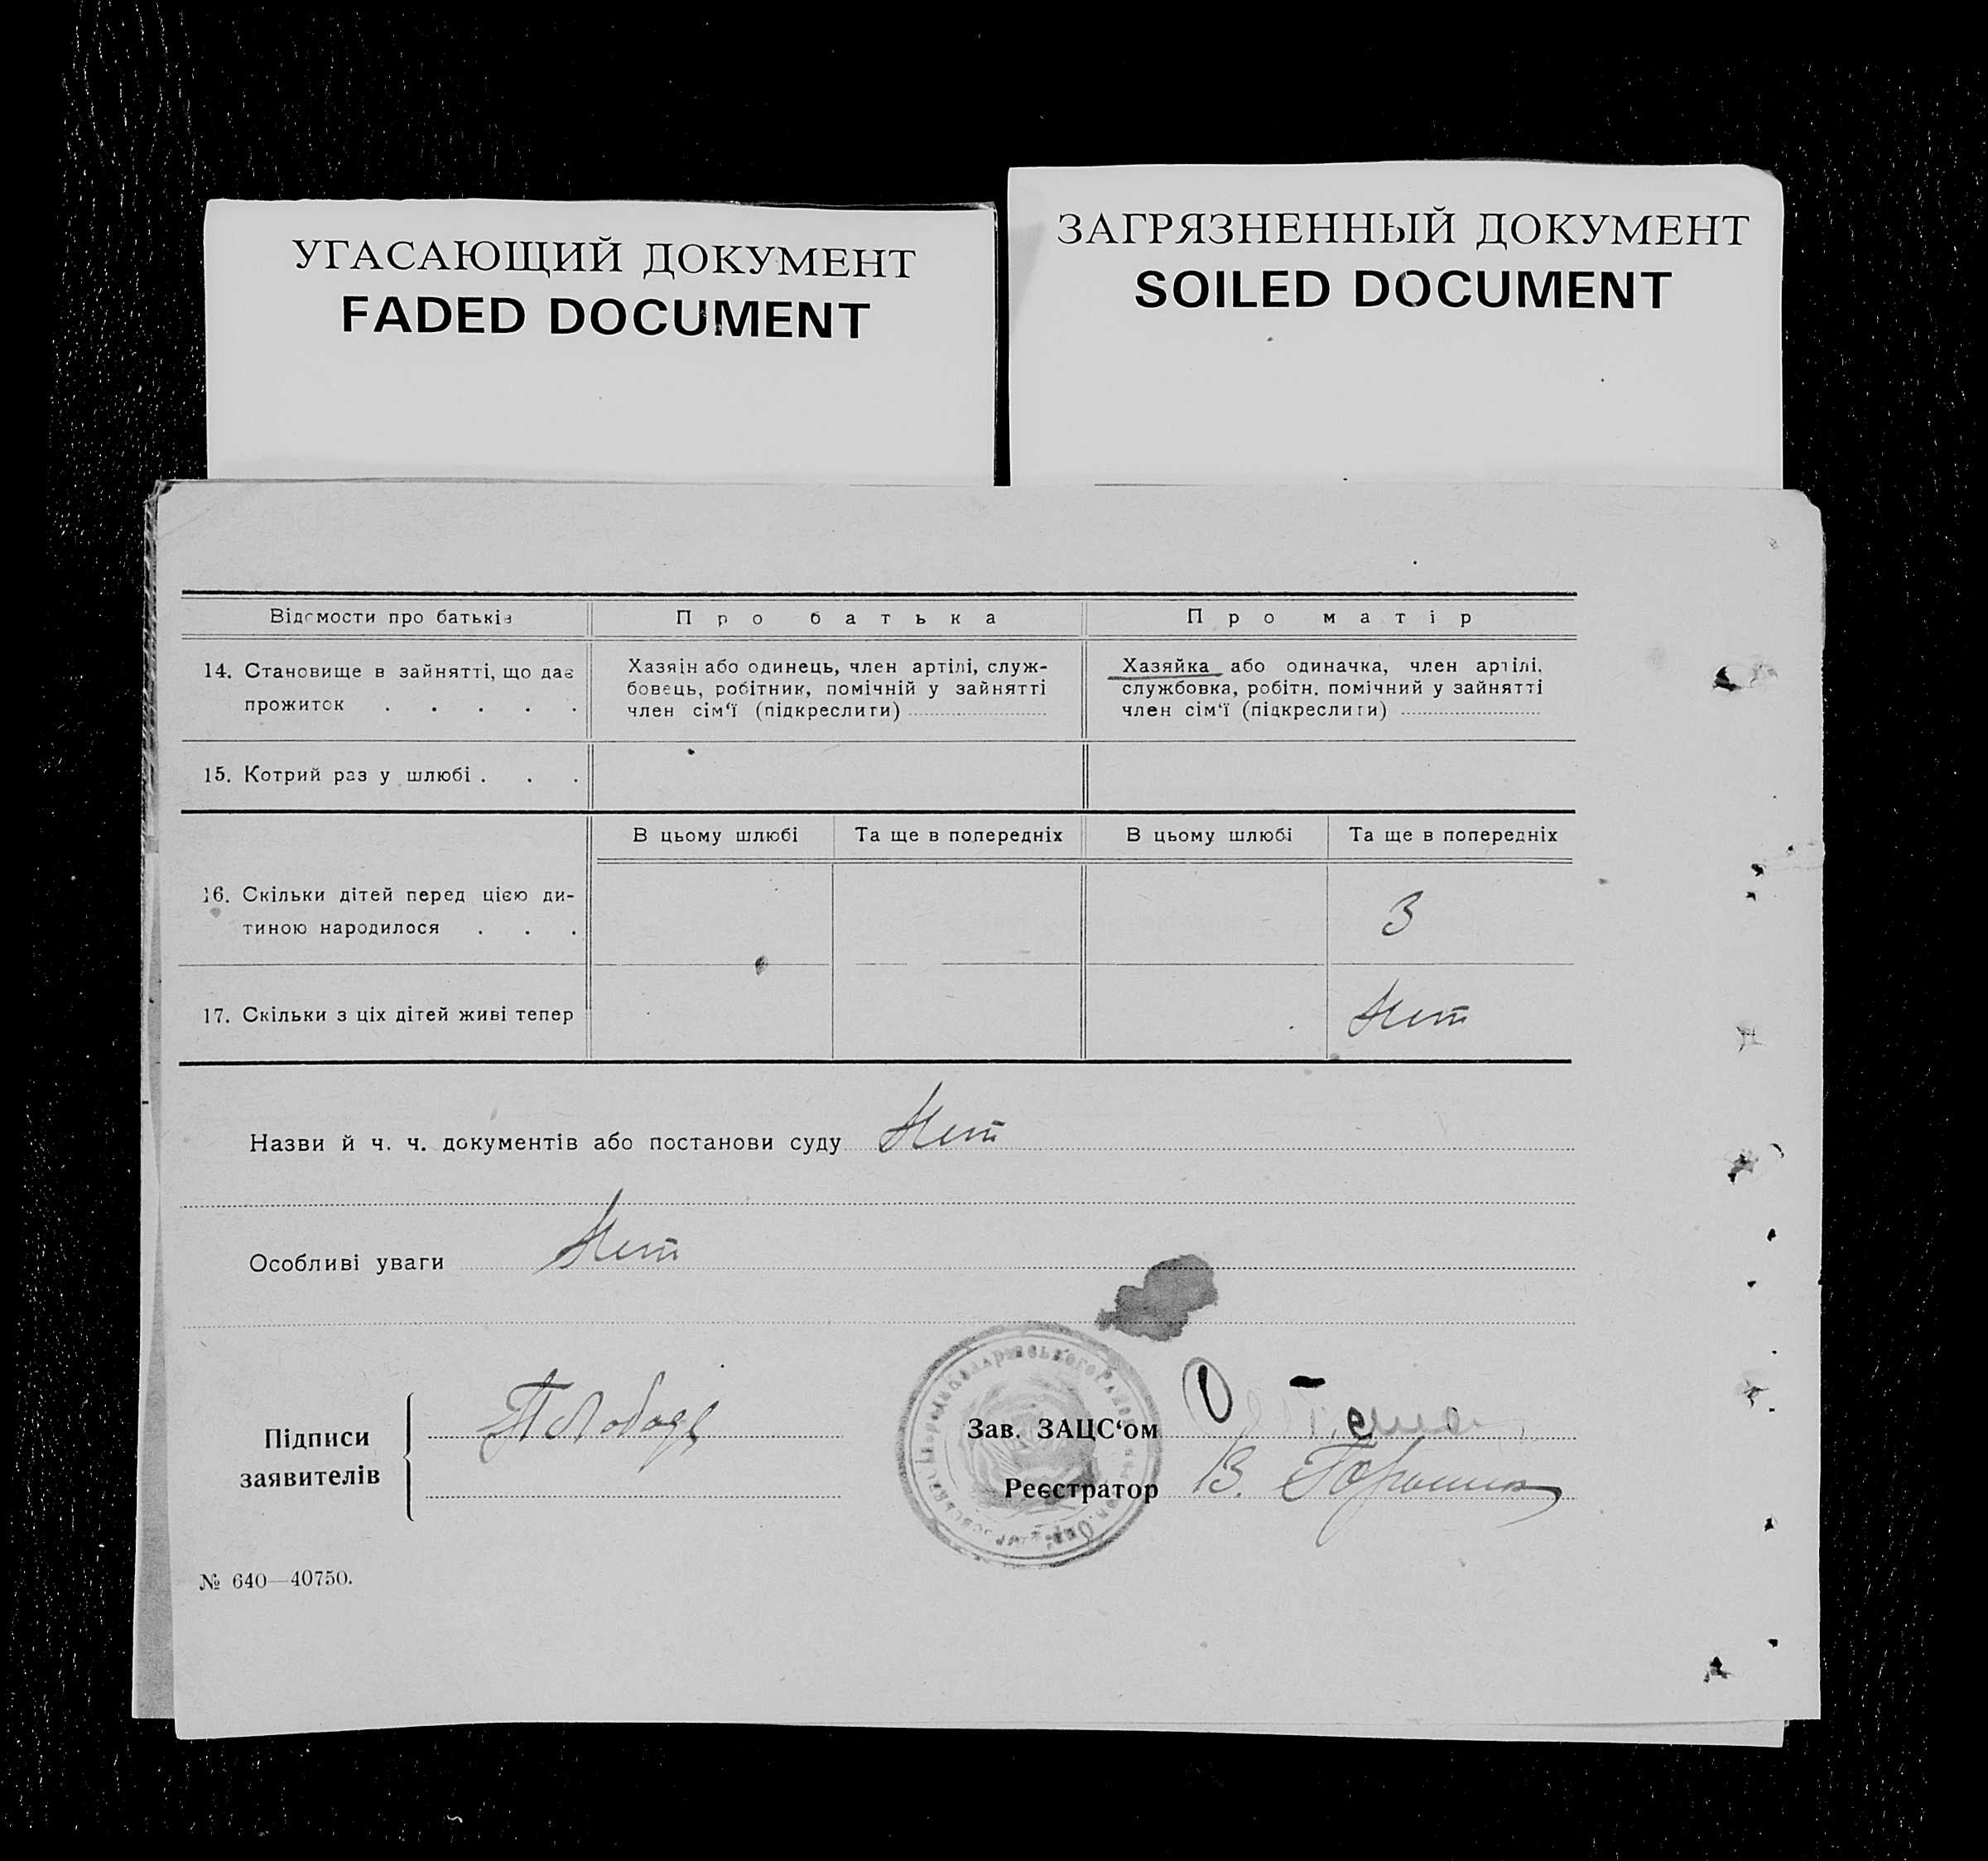 УГАСАЮЩИЙ ДОКУМЕНТ
FADED DOCUMENT
ЗАГРЯЗНЕННЫЙ ДОКУМЕНТ
SOILED DOCUMENT
Відомости про батьків
Про батька
Про матір
14. Становище в зайнятті, що дає
прожиток . . . . .
Хазяін або одинець, член артілі, служ-
бовець, робітник, помічній у зайнятті
член сім'ї (підкреслити)
Хазяйка або одиначка, член артілі,
службовка, робітн. помічний у зайнятті
член сім'ї (підкреслити)
15. Котрий раз у шлюбі . . .
В цьому шлюбі
Та ще в попередніх
В цьому шлюбі
Та ще в попередніх
16. Скільки дітей перед цією ди-
тиною народилося . . .
3
17. Скільки з ціх дітей живі тепер
Нет
Назви й ч. ч. документів або постанови суду Нет
Особливі уваги Нет
Підписи
заявителів
Зав. ЗАЦС'ом
Реєстратор В.
№ 640—40750.